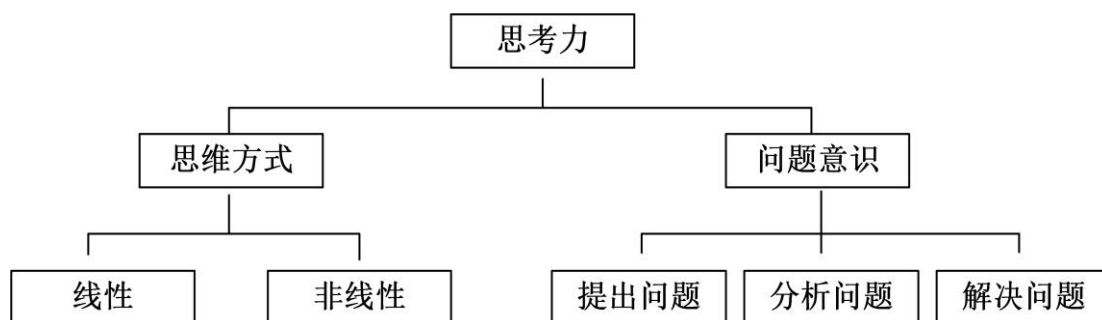 思考力
思维方式
问题意识
线性
非线性
提出问题
分析问题
解决问题